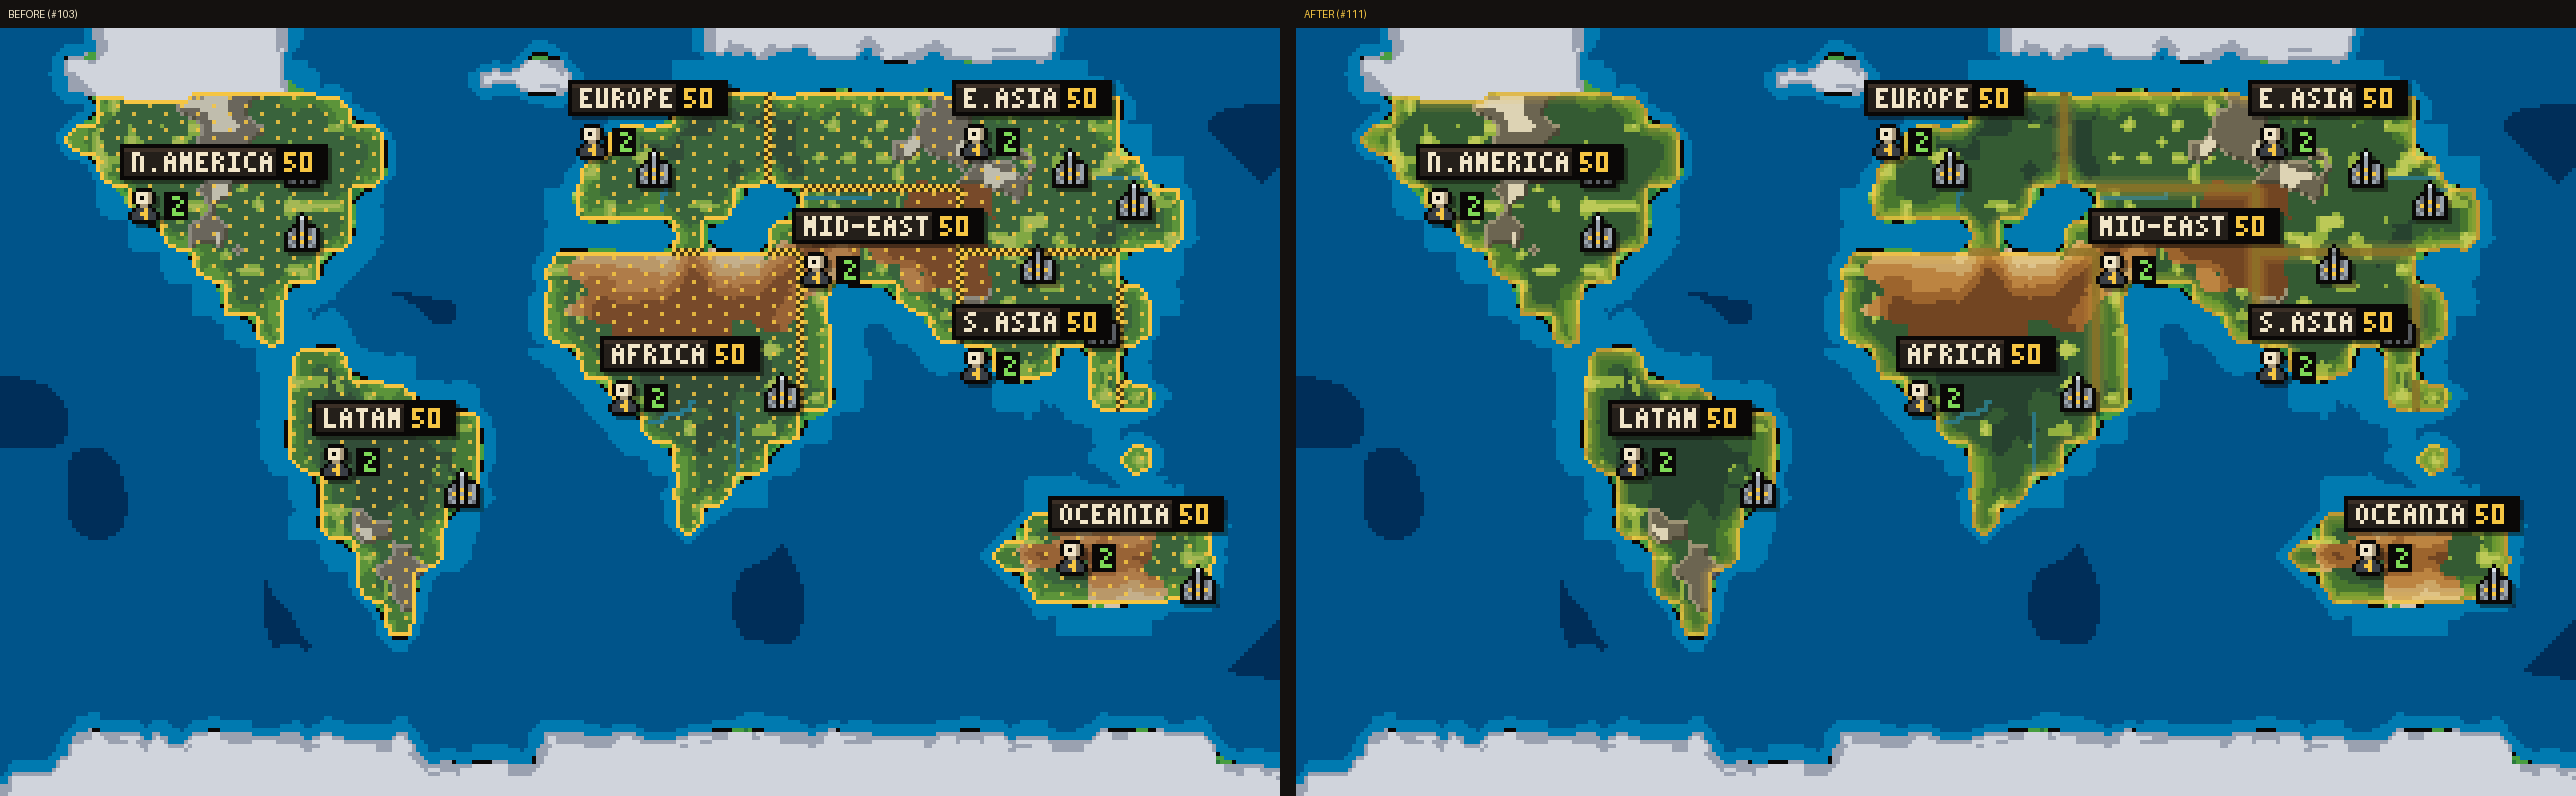 BEFORE (#103)
EUROPE 50
E.ASIA 50
2
2
N.AMERICA 50
2
MID-EAST 50
2
S.ASIA 50
AFRICA 50
2
2
LATAM 50
2
OCEANIA 50
2
AFTER (#111)
EUROPE 50
E.ASIA 50
2
2
N.AMERICA 50
2
MID-EAST 50
2
S.ASIA 50
AFRICA 50
2
2
LATAM 50
2
OCEANIA 50
2